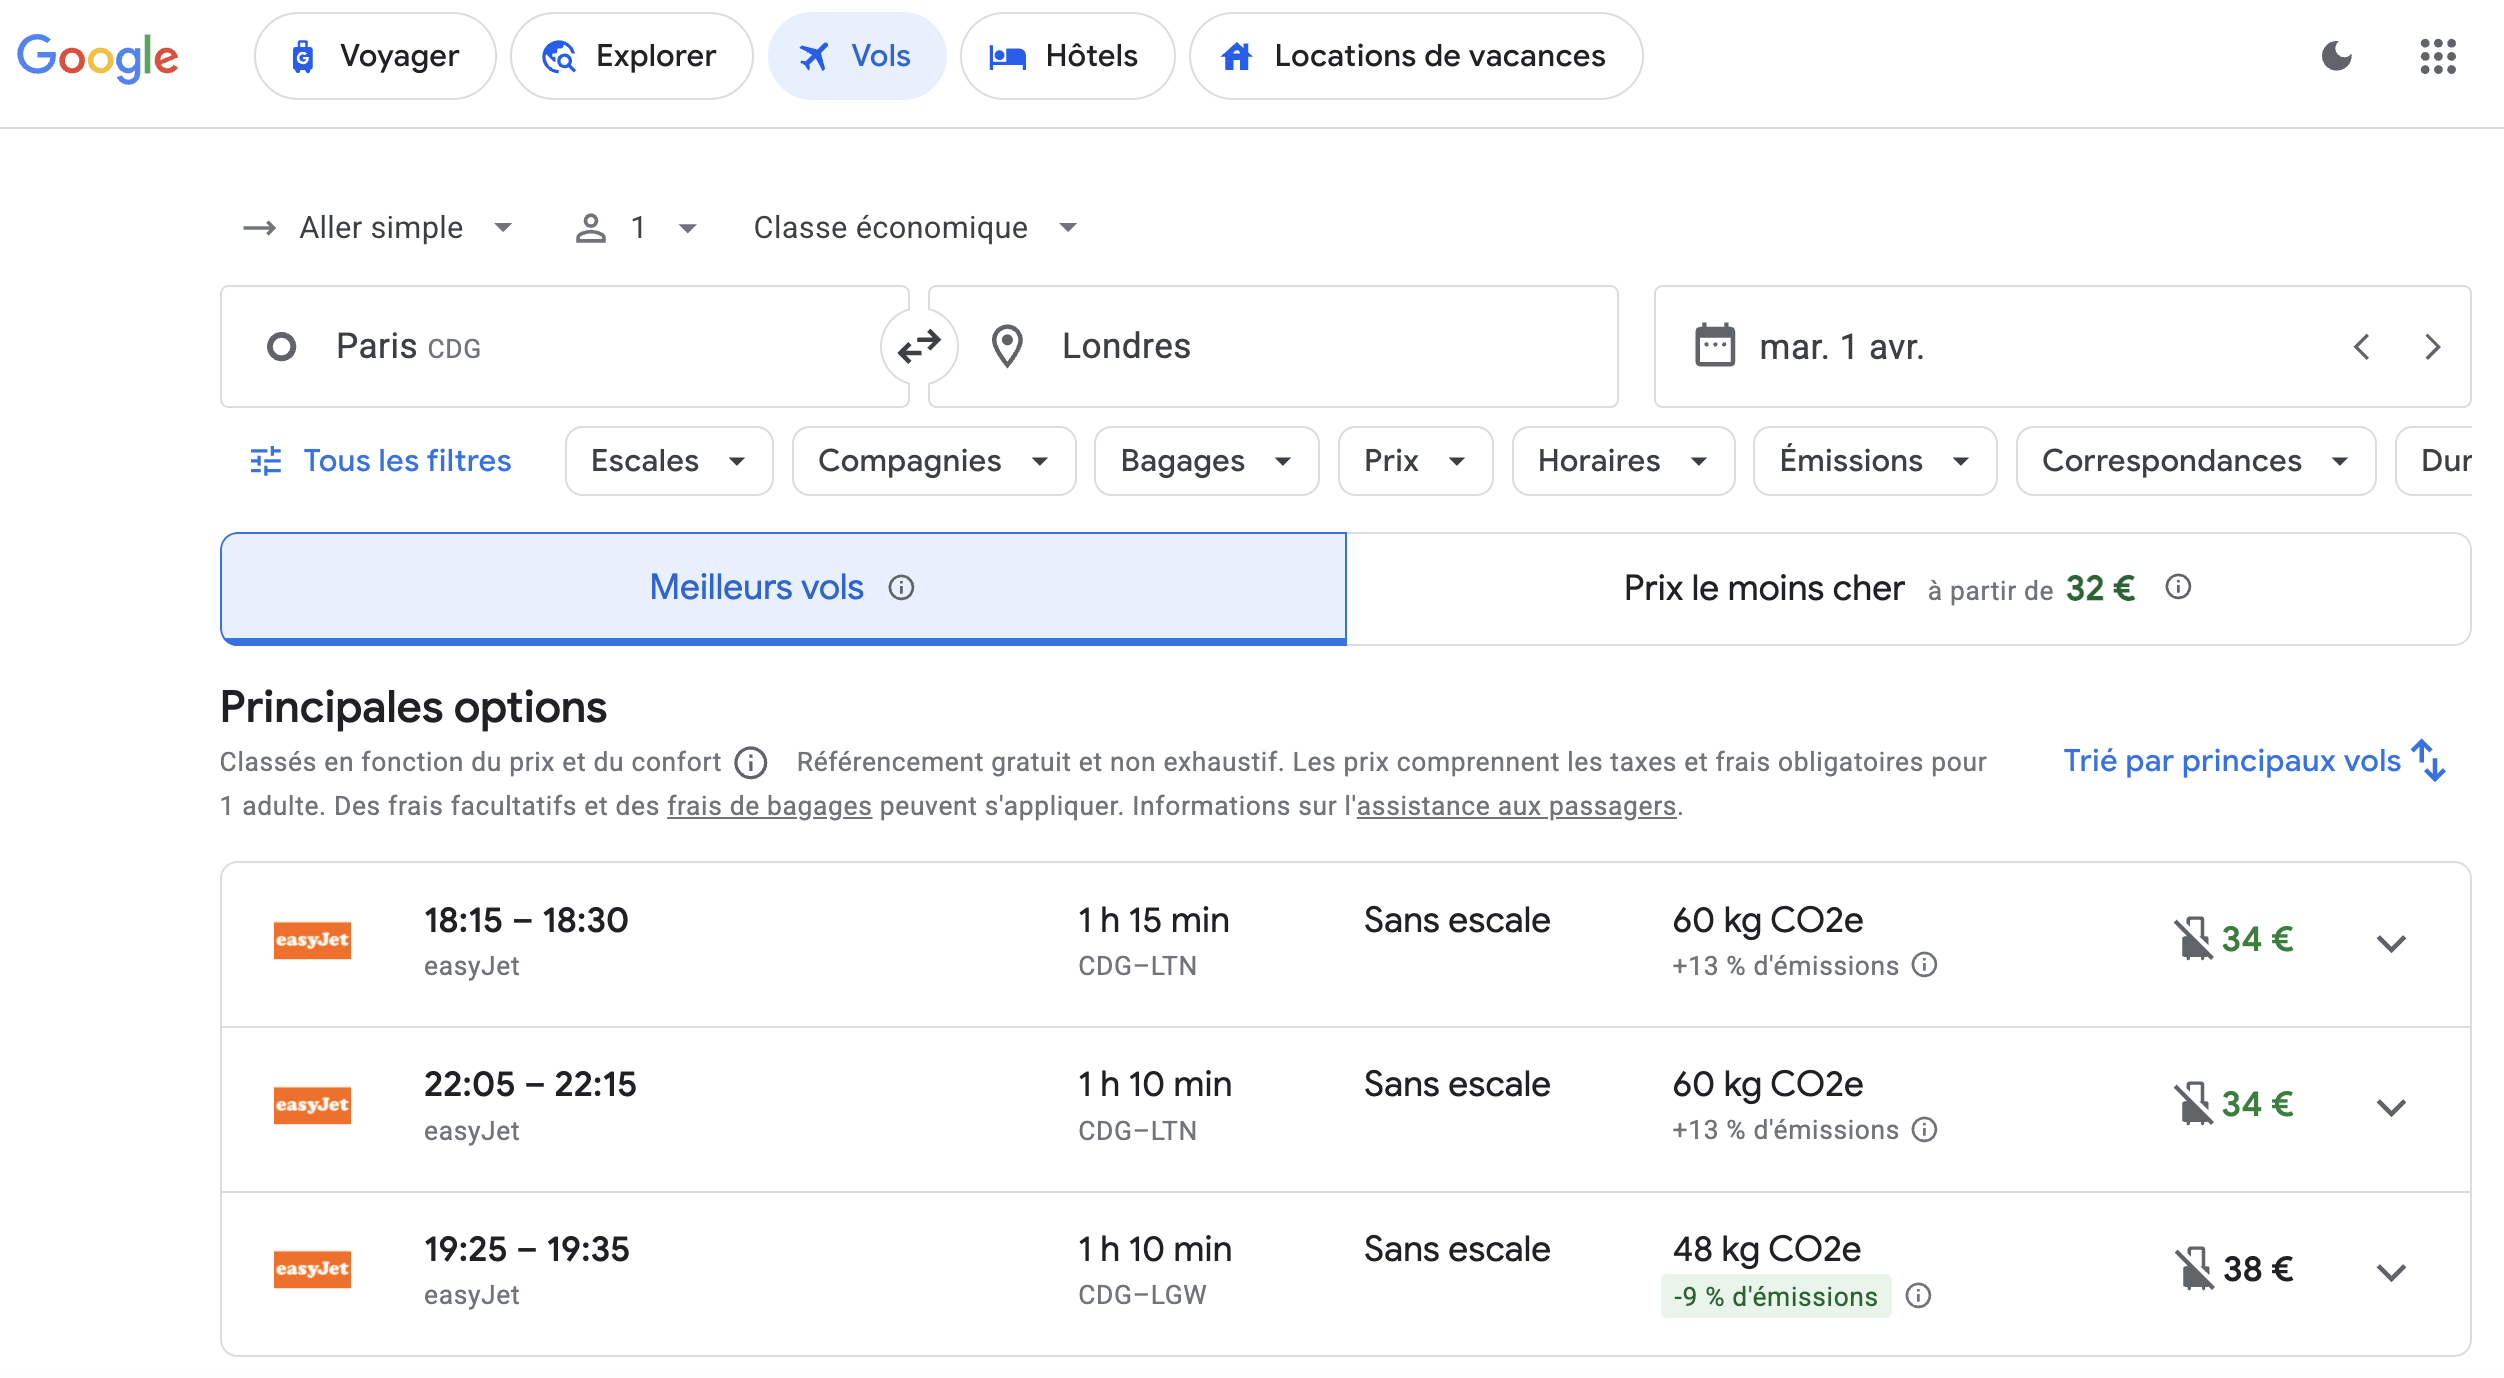 Google
Voyager
Explorer
Vols
Hôtels
Locations de vacances
Aller simple
1
Classe économique
Paris CDG
Londres
mar. 1 avr.
Tous les filtres
Escales
Compagnies
Bagages
Prix
Horaires
Émissions
Correspondances
Dur
Meilleurs vols
Prix le moins cher à partir de 32 €
Principales options
Classés en fonction du prix et du confort Référencement gratuit et non exhaustif. Les prix comprennent les taxes et frais obligatoires pour
1 adulte. Des frais facultatifs et des frais de bagages peuvent s'appliquer. Informations sur l'assistance aux passagers.
Trié par principaux vols
easyJet
18:15 – 18:30
easyJet
1 h 15 min
CDG–LTN
Sans escale
60 kg CO2e
+13 % d'émissions
34 €
easyJet
22:05 – 22:15
easyJet
1 h 10 min
CDG–LTN
Sans escale
60 kg CO2e
+13 % d'émissions
34 €
easyJet
19:25 – 19:35
easyJet
1 h 10 min
CDG–LGW
Sans escale
48 kg CO2e
-9 % d'émissions
38 €